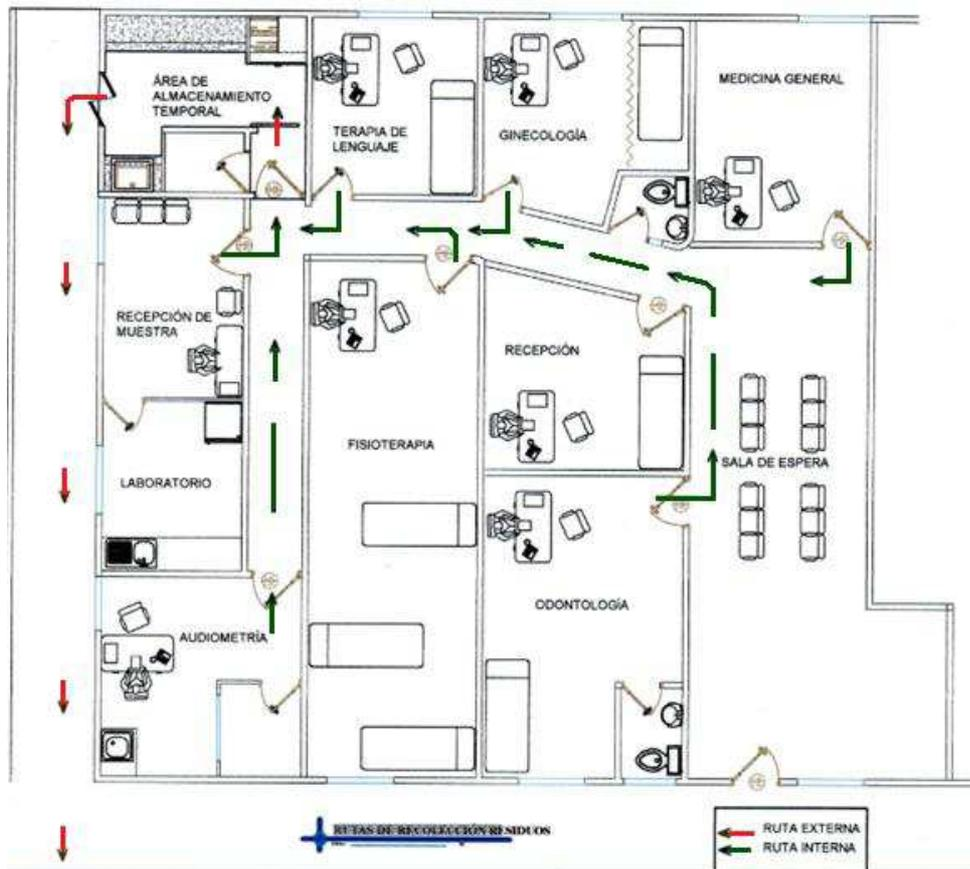 ÁREA DE
ALMACENAMIENTO
TEMPORAL
TERAPIA DE
LENGUAJE
GINECOLOGÍA
MEDICINA GENERAL
RECEPCIÓN DE
MUESTRA
RECEPCIÓN
FISIOTERAPIA
SALA DE ESPERA
LABORATORIO
ODONTOLOGÍA
AUDIOMETRÍA
RUTAS DE RECOLECCIÓN RESIDUOS
RUTA EXTERNA
RUTA INTERNA